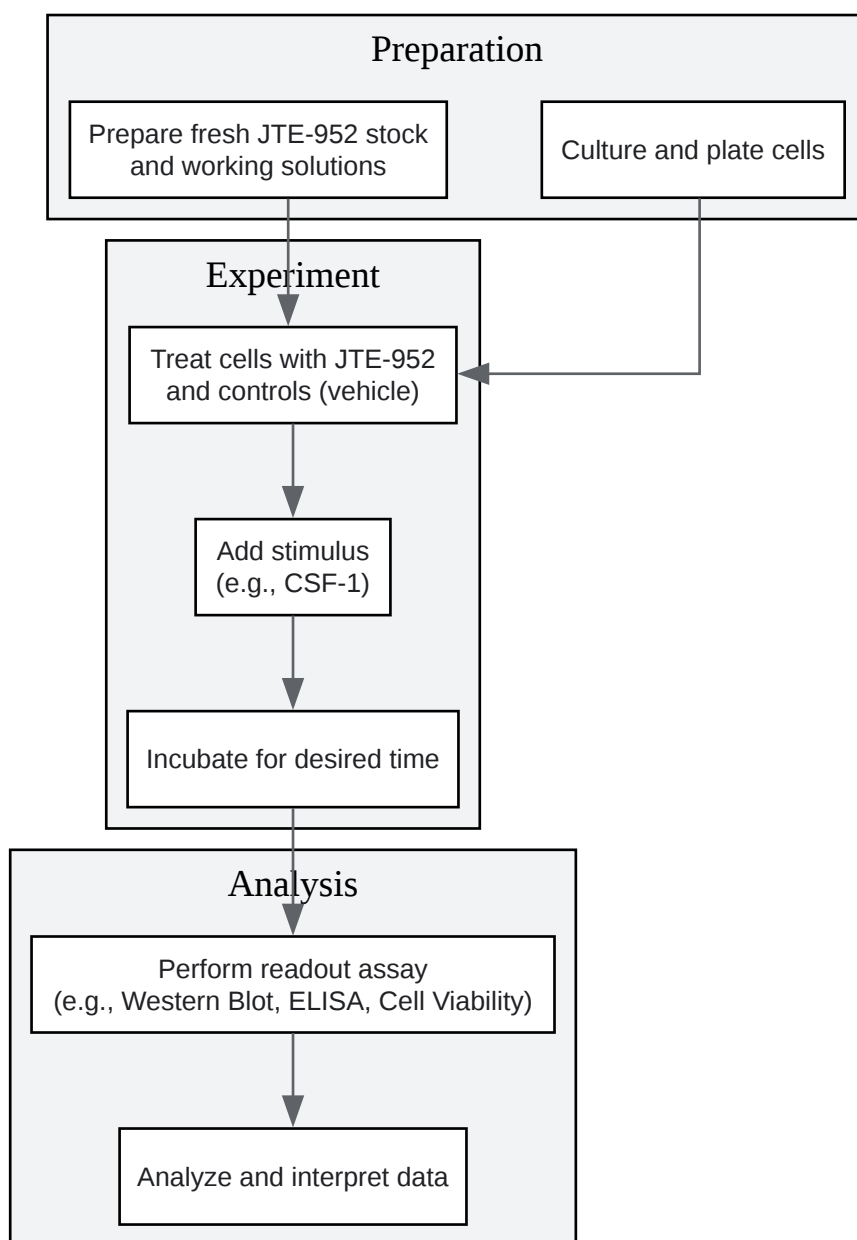 Preparation
Prepare fresh JTE-952 stock
and working solutions
Culture and plate cells
Experiment
Treat cells with JTE-952
and controls (vehicle)
Add stimulus
(e.g., CSF-1)
Incubate for desired time
Analysis
Perform readout assay
(e.g., Western Blot, ELISA, Cell Viability)
Analyze and interpret data